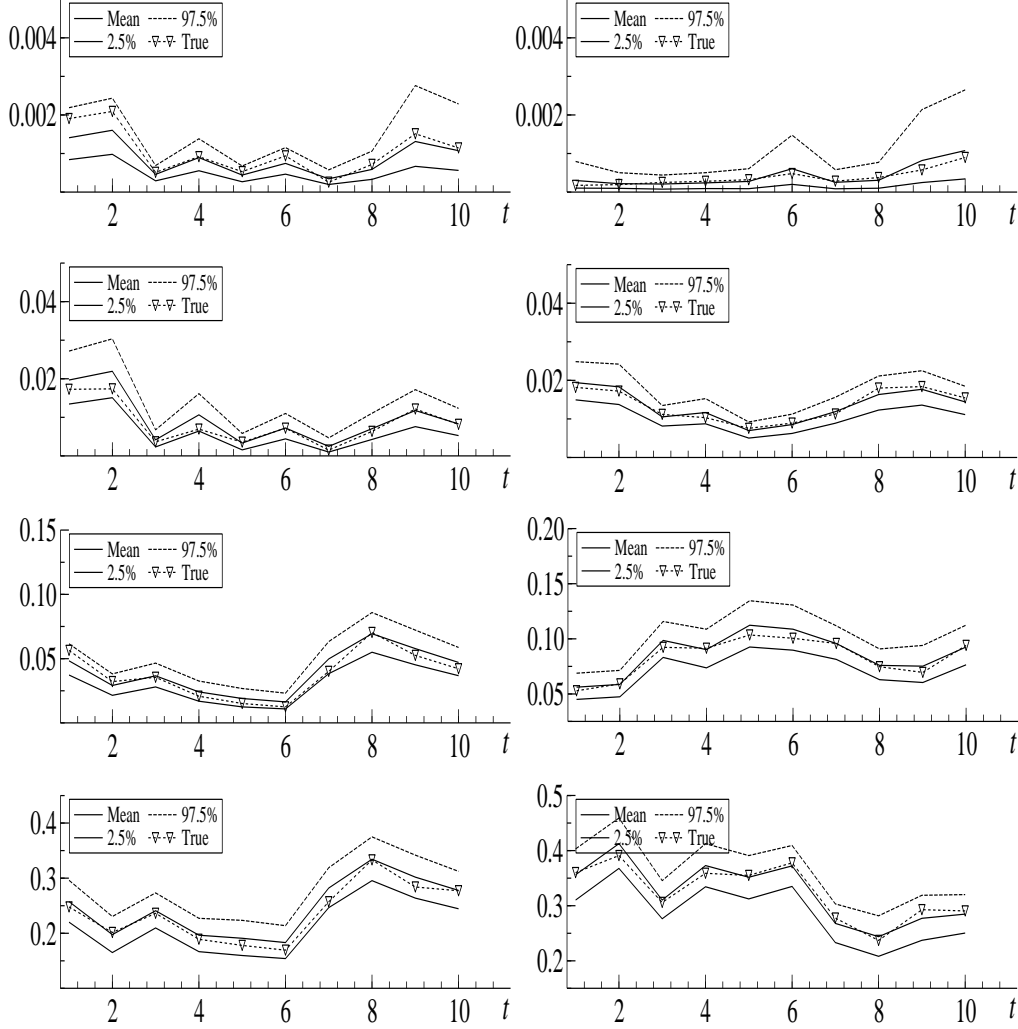 Mean 97.5%
2.5% True
0.004
0.002
2 4 6 8 10 t
Mean 97.5%
2.5% True
0.004
0.002
2 4 6 8 10 t
Mean 97.5%
2.5% True
0.04
0.02
2 4 6 8 10 t
Mean 97.5%
2.5% True
0.04
0.02
2 4 6 8 10 t
0.15
Mean 97.5%
2.5% True
0.10
0.05
2 4 6 8 10 t
0.20
Mean 97.5%
2.5% True
0.15
0.10
0.05
2 4 6 8 10 t
Mean 97.5%
0.4 2.5% True
0.3
0.2
2 4 6 8 10 t
0.5
Mean 97.5%
2.5% True
0.4
0.3
0.2
2 4 6 8 10 t